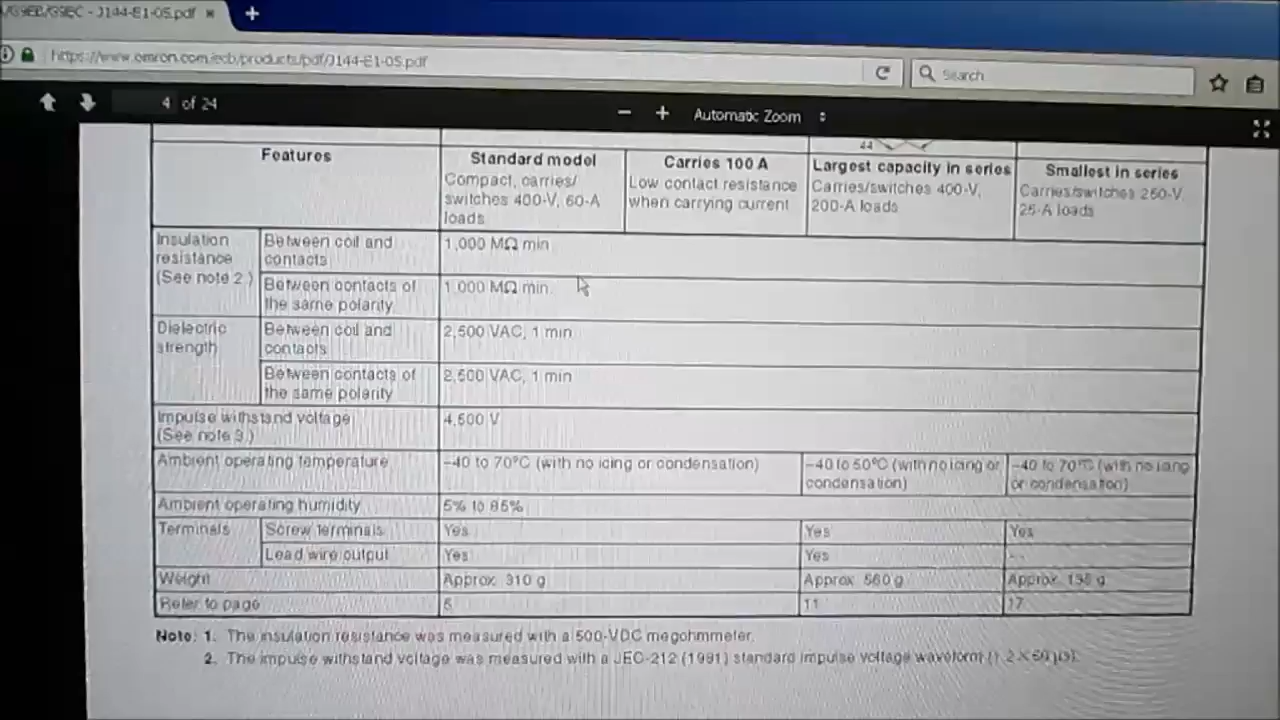 /G9EB/G9EC - J144-E1-05.pdf × +
https://www.omron.com/ecb/products/pdf/J144-E1-05.pdf
Search
4 of 24
− + Automatic Zoom
44
Features
Standard model
Compact, carries/
switches 400-V, 60-A
loads
Carries 100 A
Low contact resistance
when carrying current
Largest capacity in series
Carries/switches 400-V,
200-A loads
Smallest in series
Carries/switches 250-V,
25-A loads
Insulation
resistance
(See note 2.)
Between coil and
contacts
1,000 MΩ min.
Between contacts of
the same polarity
1,000 MΩ min.
Dielectric
strength
Between coil and
contacts
2,500 VAC, 1 min
Between contacts of
the same polarity
2,500 VAC, 1 min
Impulse withstand voltage
(See note 3.)
4,500 V
Ambient operating temperature
−40 to 70°C (with no icing or condensation)
−40 to 50°C (with no icing or
condensation)
−40 to 70°C (with no icing
or condensation)
Ambient operating humidity
5% to 85%
Terminals
Screw terminals
Yes
Yes
Yes
Lead wire output
Yes
Yes
---
Weight
Approx. 310 g
Approx. 560 g
Approx. 135 g
Refer to page
5
11
17
Note: 1. The insulation resistance was measured with a 500-VDC megohmmeter.
2. The impulse withstand voltage was measured with a JEC-212 (1981) standard impulse voltage waveform (1.2 × 50 μs).